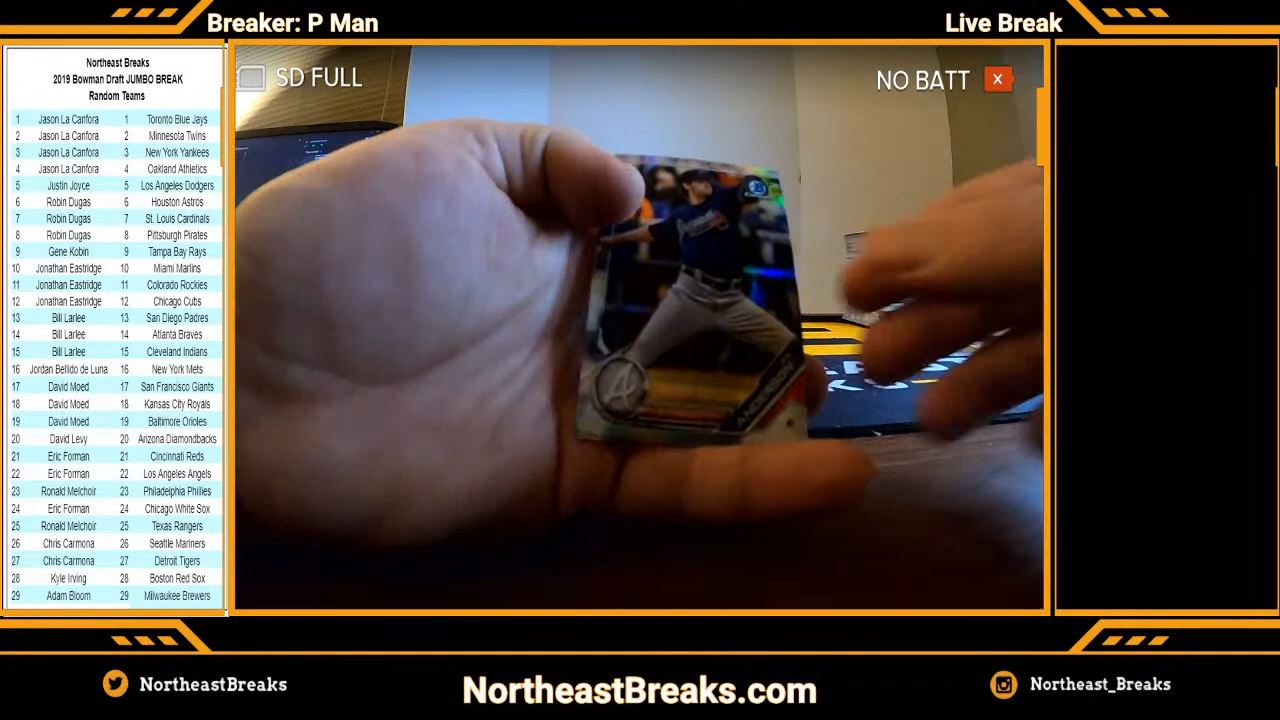 Breaker: P Man
Live Break
Northeast Breaks
2019 Bowman Draft JUMBO BREAK
Random Teams
1 Jason La Canfora 1 Toronto Blue Jays
2 Jason La Canfora 2 Minnesota Twins
3 Jason La Canfora 3 New York Yankees
4 Jason La Canfora 4 Oakland Athletics
5 Justin Joyce 5 Los Angeles Dodgers
6 Robin Dugas 6 Houston Astros
7 Robin Dugas 7 St. Louis Cardinals
8 Robin Dugas 8 Pittsburgh Pirates
9 Gene Kobin 9 Tampa Bay Rays
10 Jonathan Eastridge 10 Miami Marlins
11 Jonathan Eastridge 11 Colorado Rockies
12 Jonathan Eastridge 12 Chicago Cubs
13 Bill Larlee 13 San Diego Padres
14 Bill Larlee 14 Atlanta Braves
15 Bill Larlee 15 Cleveland Indians
16 Jordan Bellido de Luna 16 New York Mets
17 David Moed 17 San Francisco Giants
18 David Moed 18 Kansas City Royals
19 David Moed 19 Baltimore Orioles
20 David Levy 20 Arizona Diamondbacks
21 Eric Forman 21 Cincinnati Reds
22 Eric Forman 22 Los Angeles Angels
23 Ronald Melchoir 23 Philadelphia Phillies
24 Eric Forman 24 Chicago White Sox
25 Ronald Melchoir 25 Texas Rangers
26 Chris Carmona 26 Seattle Mariners
27 Chris Carmona 27 Detroit Tigers
28 Kyle Irving 28 Boston Red Sox
29 Adam Bloom 29 Milwaukee Brewers
SD FULL
NO BATT
ANDERSON
NortheastBreaks
NortheastBreaks.com
Northeast_Breaks